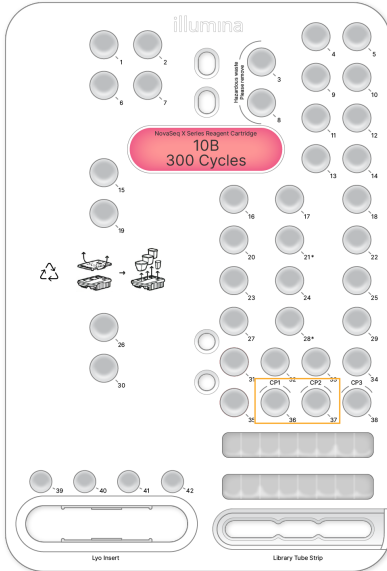 illumina
1 2
4 5
Hazardous waste
Please remove
3
6 7
8
9 10
11 12
NovaSeq X Series Reagent Cartridge
10B
300 Cycles
13 14
15
16 17 18
19
20 21* 22
23 24 25
26
27 28* 29
30
31 32 33 34
CP1 CP2 CP3
35 36 37 38
39 40 41 42
Lyo Insert
Library Tube Strip